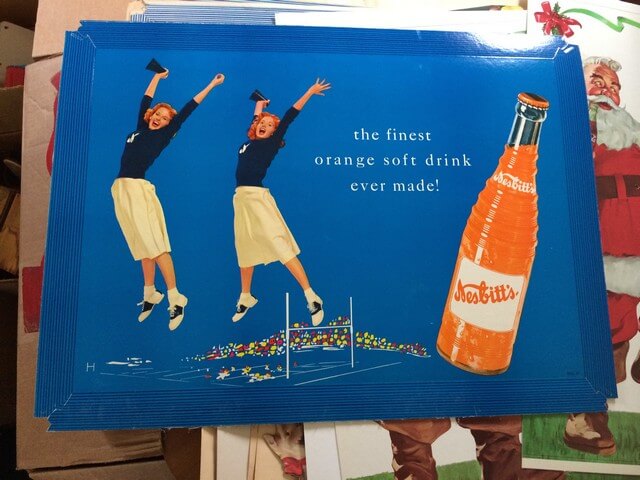 the finest
orange soft drink
ever made!
Nesbitt's
Nesbitt's
H